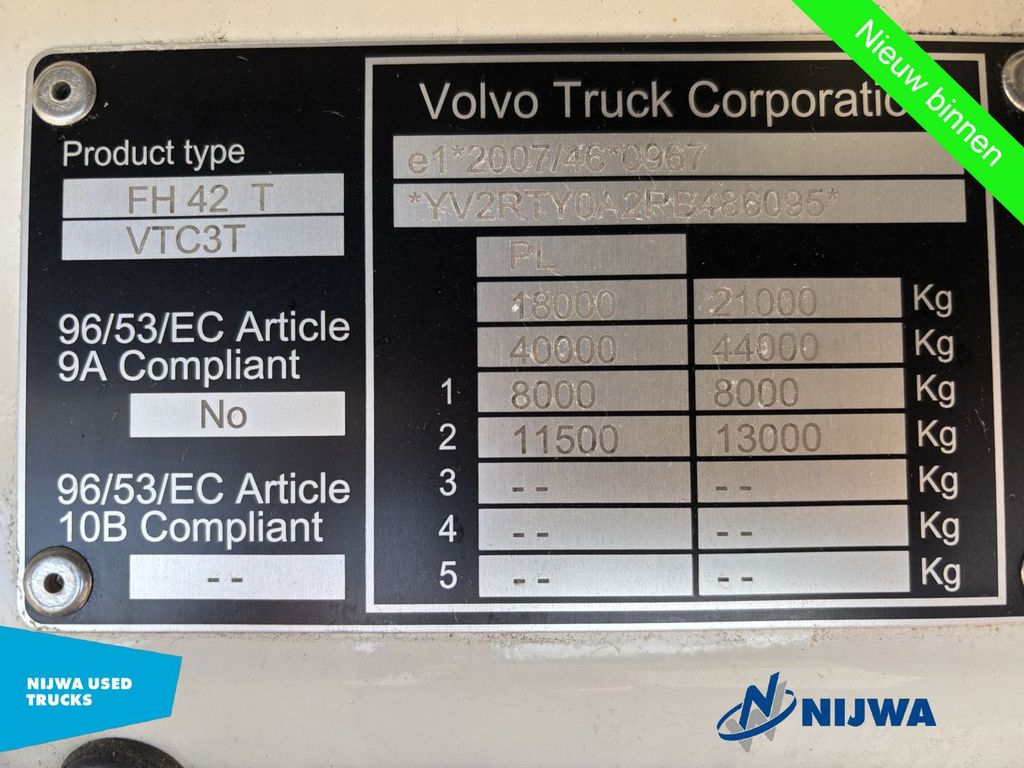 Nieuw binnen
Volvo Truck Corporation
Product type
FH 42 T
VTC3T
e1*2007/46*0967
*YV2RTY0A2RB486095*
PL
18000 21000 Kg
40000 44000 Kg
1 8000 8000 Kg
2 11500 13000 Kg
3 -- -- Kg
4 -- -- Kg
5 -- -- Kg
96/53/EC Article
9A Compliant
No
96/53/EC Article
10B Compliant
--
NIJWA USED
TRUCKS
NIJWA